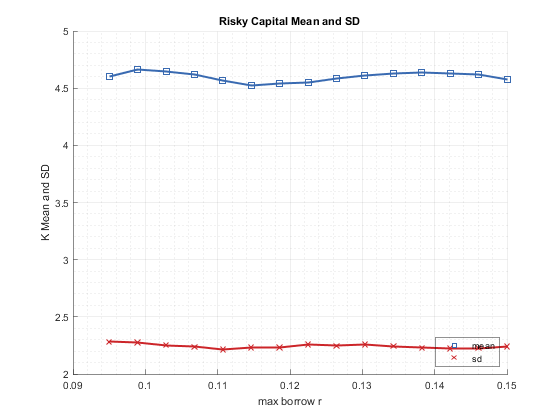 Risky Capital Mean and SD
K Mean and SD
5
4.5
4
3.5
3
2.5
2
0.09
0.1
0.11
0.12
0.13
0.14
0.15
max borrow r
mean
sd